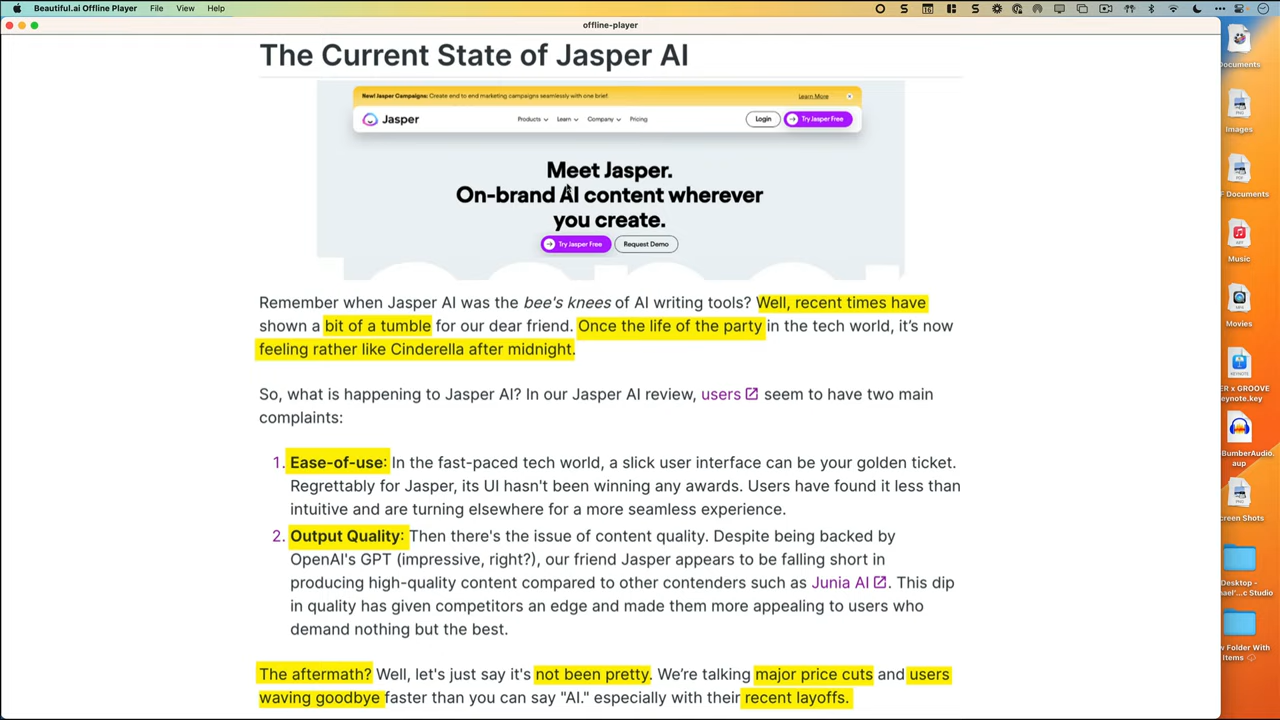 Beautiful.ai Offline Player File View Help
offline-player
The Current State of Jasper AI
New! Jasper Campaigns: Create end to end marketing campaigns seamlessly with one brief. Learn More
Jasper Products Learn Company Pricing Login Try Jasper Free
Meet Jasper.
On-brand AI content wherever
you create.
Try Jasper Free Request Demo
Remember when Jasper AI was the bee's knees of AI writing tools? Well, recent times have
shown a bit of a tumble for our dear friend. Once the life of the party in the tech world, it's now
feeling rather like Cinderella after midnight.
So, what is happening to Jasper AI? In our Jasper AI review, users seem to have two main
complaints:
1. Ease-of-use: In the fast-paced tech world, a slick user interface can be your golden ticket.
Regrettably for Jasper, its UI hasn't been winning any awards. Users have found it less than
intuitive and are turning elsewhere for a more seamless experience.
2. Output Quality: Then there's the issue of content quality. Despite being backed by
OpenAI's GPT (impressive, right?), our friend Jasper appears to be falling short in
producing high-quality content compared to other contenders such as Junia AI. This dip
in quality has given competitors an edge and made them more appealing to users who
demand nothing but the best.
The aftermath? Well, let's just say it's not been pretty. We're talking major price cuts and users
waving goodbye faster than you can say "AI." especially with their recent layoffs.
Documents
Images
F Documents
Music
Movies
ER x GROOVE
eynote.key
BumberAudio.
aup
creen Shots
Desktop -
hael'...c Studio
w Folder With
Items